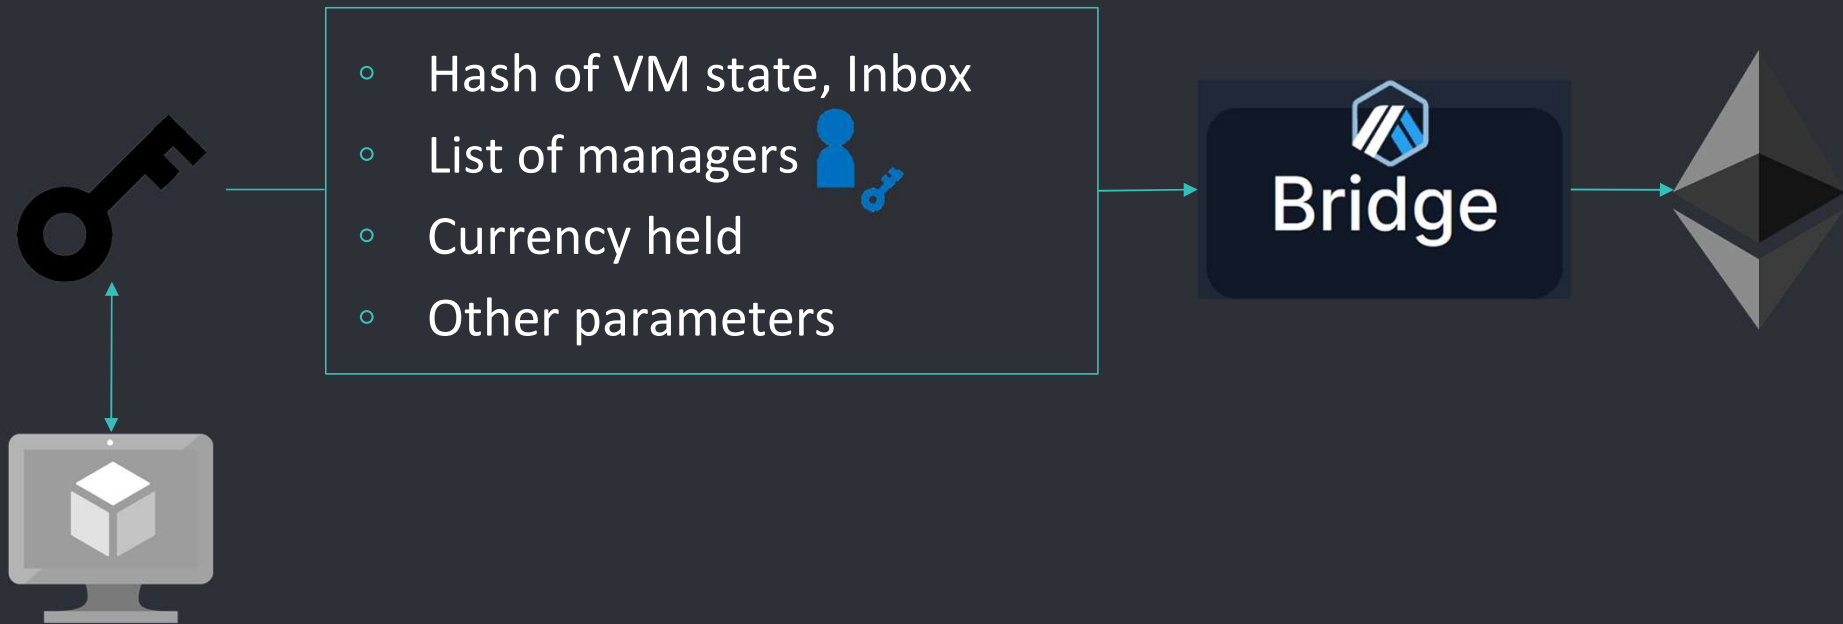 Hash of VM state, Inbox
List of managers
Currency held
Other parameters
Bridge